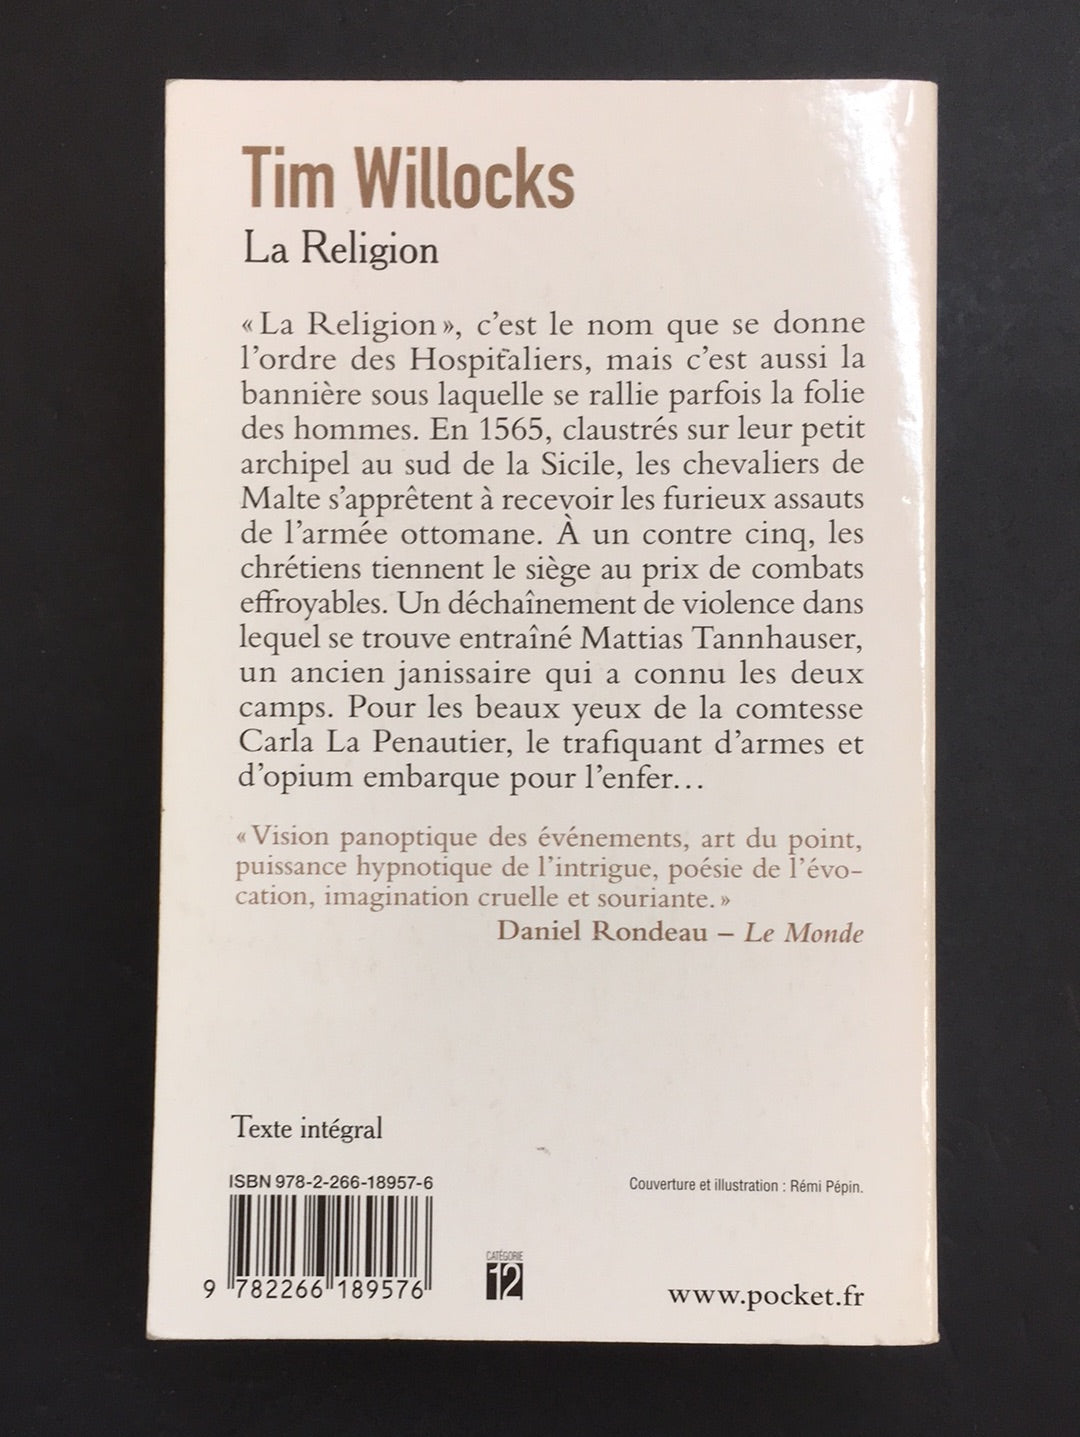 Tim Willocks
La Religion
« La Religion », c’est le nom que se donne
l’ordre des Hospitaliers, mais c’est aussi la
bannière sous laquelle se rallie parfois la folie
des hommes. En 1565, claustrés sur leur petit
archipel au sud de la Sicile, les chevaliers de
Malte s’apprêtent à recevoir les furieux assauts
de l’armée ottomane. À un contre cinq, les
chrétiens tiennent le siège au prix de combats
effroyables. Un déchaînement de violence dans
lequel se trouve entraîné Mattias Tannhauser,
un ancien janissaire qui a connu les deux
camps. Pour les beaux yeux de la comtesse
Carla La Penautier, le trafiquant d’armes et
d’opium embarque pour l’enfer…
« Vision panoptique des événements, art du point,
puissance hypnotique de l’intrigue, poésie de l’évo-
cation, imagination cruelle et souriante. »
Daniel Rondeau – Le Monde
Texte intégral
ISBN 978-2-266-18957-6
9 782266 189576
CATÉGORIE
12
Couverture et illustration : Rémi Pépin.
www.pocket.fr